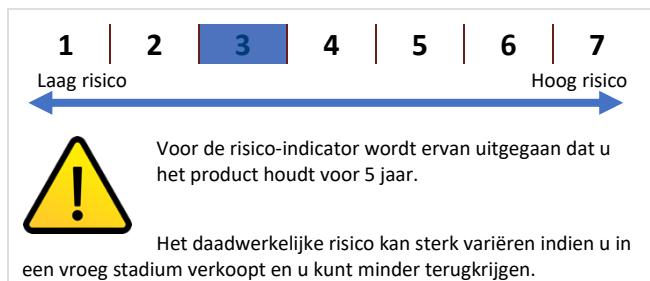 1 2 3 4 5 6 7
Laag risico Hoog risico
Voor de risico-indicator wordt ervan uitgegaan dat u
het product houdt voor 5 jaar.
Het daadwerkelijke risico kan sterk variëren indien u in
een vroeg stadium verkoopt en u kunt minder terugkrijgen.